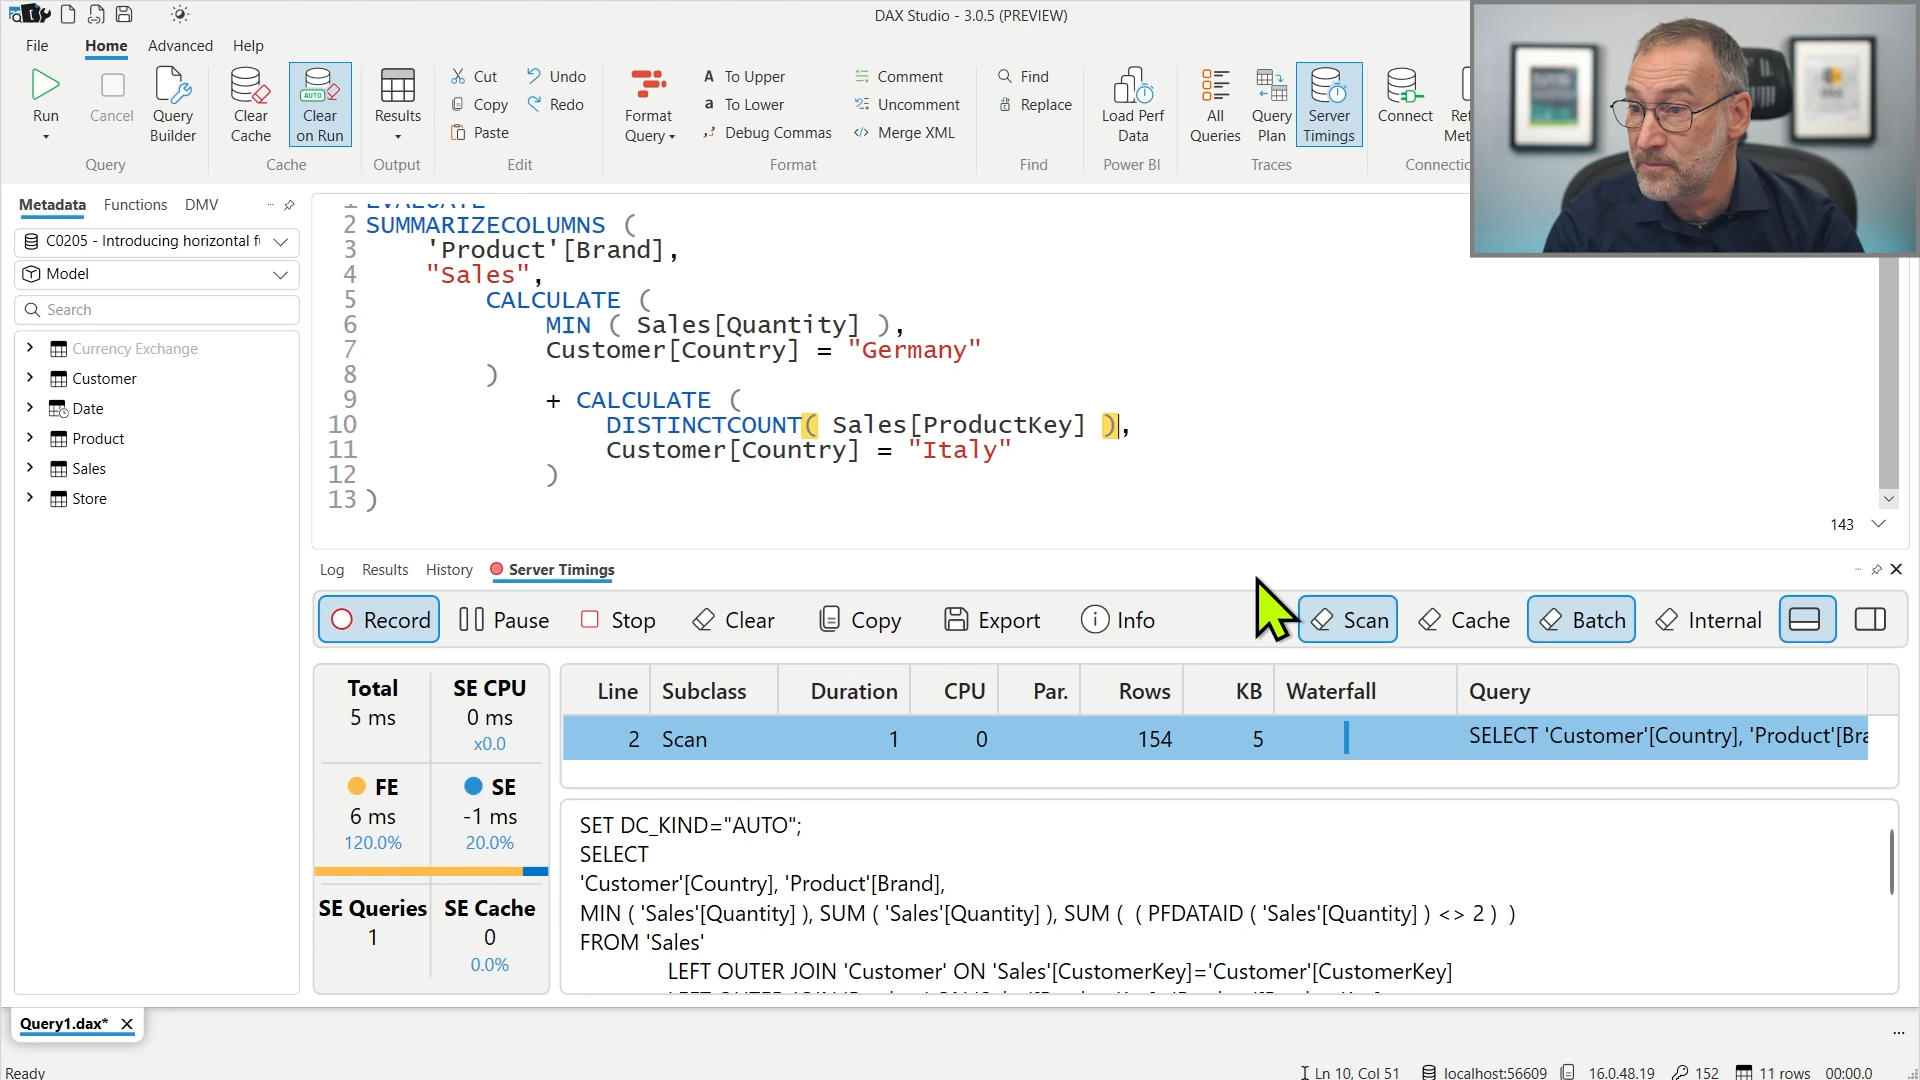 DAX Studio - 3.0.5 (PREVIEW)
File Home Advanced Help
Run
Cancel
Query Builder
Query
Clear Cache
AUTO
Clear on Run
Cache
Results
Output
Cut
Copy
Paste
Undo
Redo
Edit
Format Query
A To Upper
a To Lower
Debug Commas
Comment
Uncomment
Merge XML
Format
Find
Replace
Find
Load Perf Data
Power BI
All Queries
Query Plan
Server Timings
Traces
Connect
Metadata Functions DMV
C0205 - Introducing horizontal
Model
Search
Currency Exchange
Customer
Date
Product
Sales
Store
1 EVALUATE
2 SUMMARIZECOLUMNS (
3 'Product'[Brand],
4 "Sales",
5 CALCULATE (
6 MIN ( Sales[Quantity] ),
7 Customer[Country] = "Germany"
8 )
9 + CALCULATE (
10 DISTINCTCOUNT( Sales[ProductKey] ),
11 Customer[Country] = "Italy"
12 )
13 )
143
Log Results History Server Timings
Record Pause Stop Clear Copy Export Info Scan Cache Batch Internal
Total
5 ms
SE CPU
0 ms
x0.0
FE
6 ms
120.0%
SE
-1 ms
20.0%
SE Queries
1
SE Cache
0
0.0%
Line Subclass Duration CPU Par. Rows KB Waterfall Query
2 Scan 1 0 154 5 SELECT 'Customer'[Country], 'Product'[Bra
SET DC_KIND="AUTO";
SELECT
'Customer'[Country], 'Product'[Brand],
MIN ( 'Sales'[Quantity] ), SUM ( 'Sales'[Quantity] ), SUM ( ( PFDATAID ( 'Sales'[Quantity] ) <> 2 ) )
FROM 'Sales'
LEFT OUTER JOIN 'Customer' ON 'Sales'[CustomerKey]='Customer'[CustomerKey]
Query1.dax*
Ready
Ln 10, Col 51 localhost:56609 16.0.48.19 152 11 rows 00:00.0